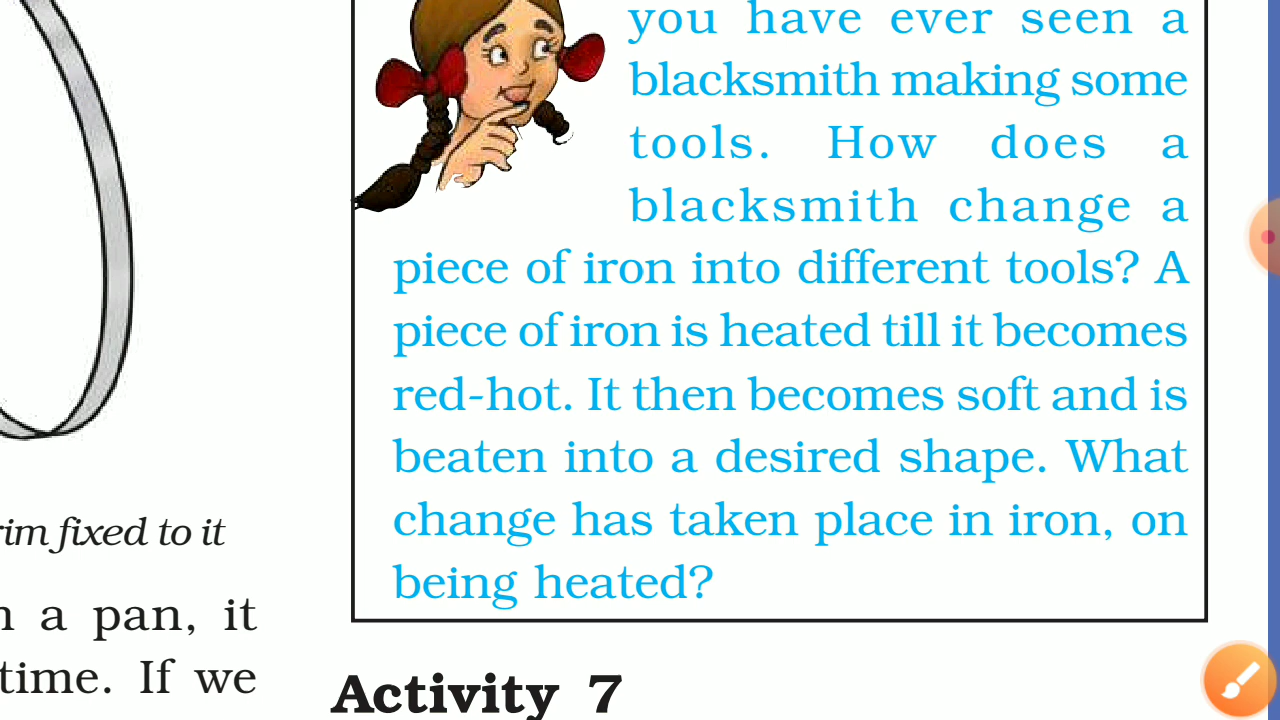 you have ever seen a
blacksmith making some
tools. How does a
blacksmith change a
piece of iron into different tools? A
piece of iron is heated till it becomes
red-hot. It then becomes soft and is
beaten into a desired shape. What
change has taken place in iron, on
being heated?
rim fixed to it
a pan, it
time. If we
Activity 7